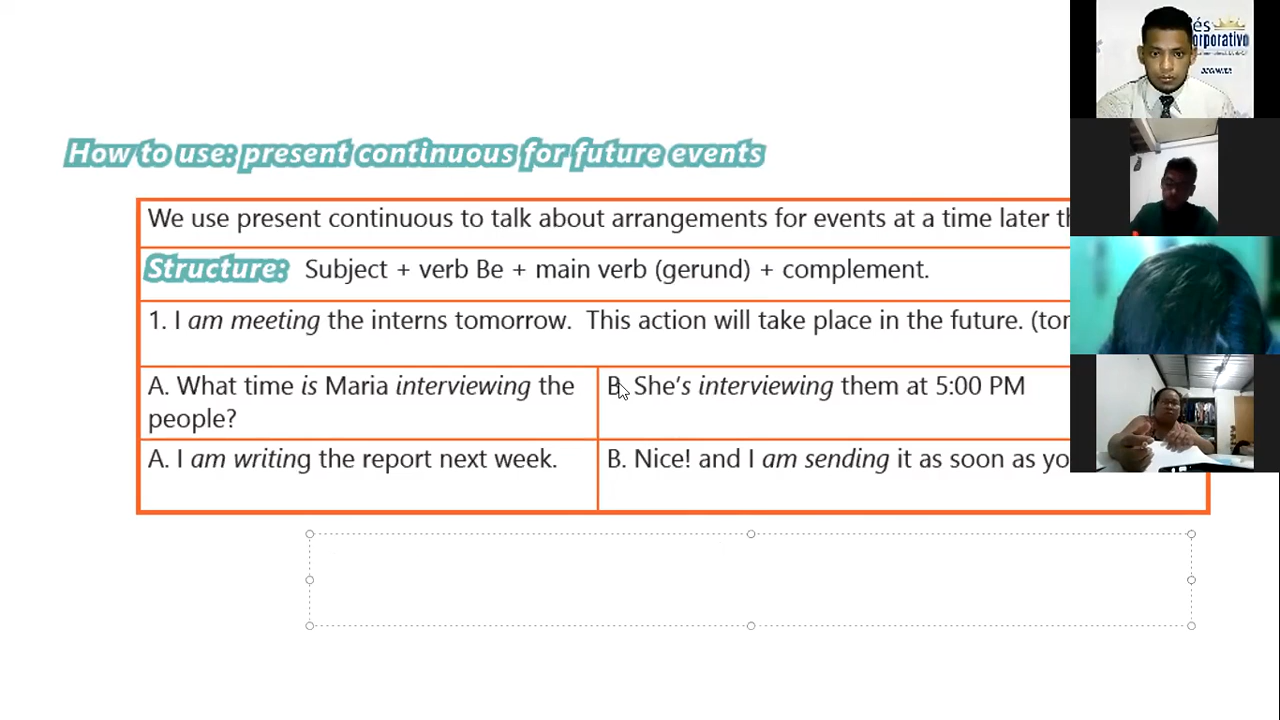 How to use: present continuous for future events
We use present continuous to talk about arrangements for events at a time later
Structure: Subject + verb Be + main verb (gerund) + complement.
1. I am meeting the interns tomorrow. This action will take place in the future.
A. What time is Maria interviewing the people?
B. She's interviewing them at 5:00 PM
A. I am writing the report next week.
B. Nice! and I am sending it as soon as
és
orporativo